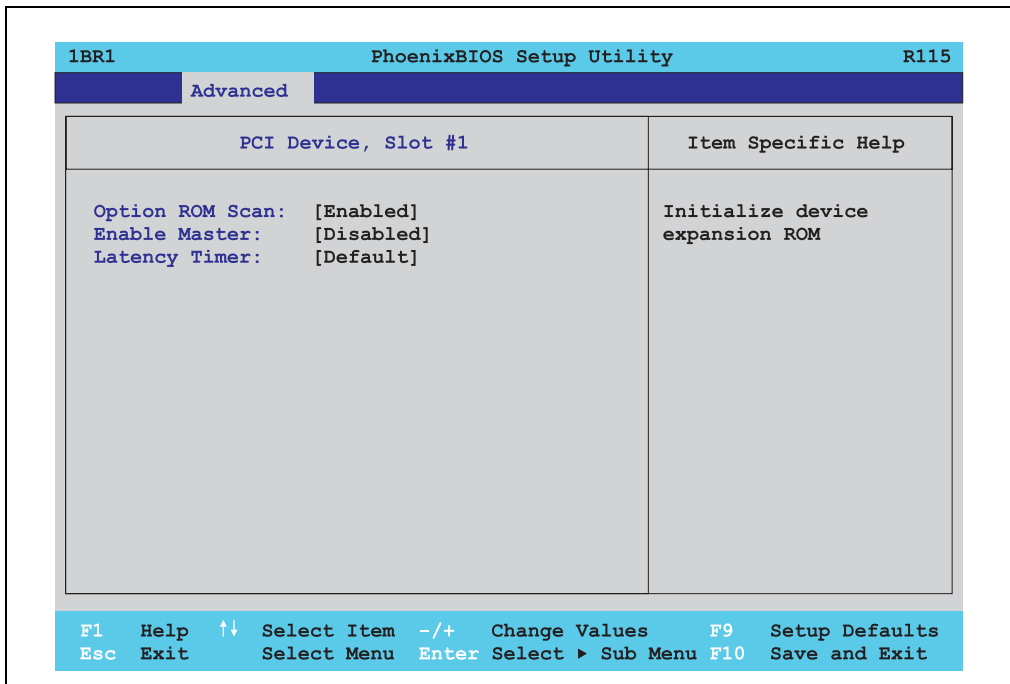 1BR1 PhoenixBIOS Setup Utility R115
Advanced
PCI Device, Slot #1 Item Specific Help
Option ROM Scan: [Enabled] Initialize device
Enable Master: [Disabled] expansion ROM
Latency Timer: [Default]
F1 Help ↑↓ Select Item -/+ Change Values F9 Setup Defaults
Esc Exit Select Menu Enter Select ▶ Sub Menu F10 Save and Exit